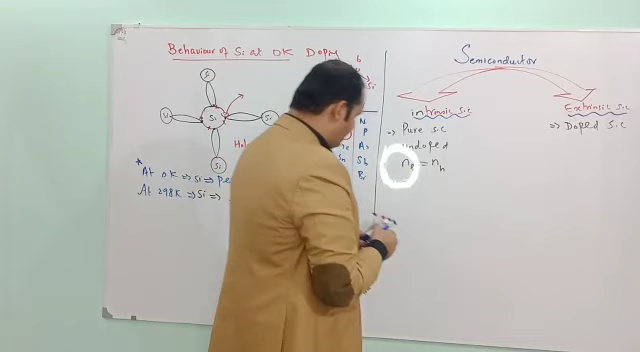 Behaviour of Si at 0K
Si
Si
Si
Si
Si
* At 0K ⇒ Si ⇒
At 298K ⇒ Si ⇒
N
P
As
Sb
Semiconductor
intrinsic s.c
⇒ Pure s.c
Undoped
nₑ = nₕ
Extrinsic s.c
⇒ Doped s.c